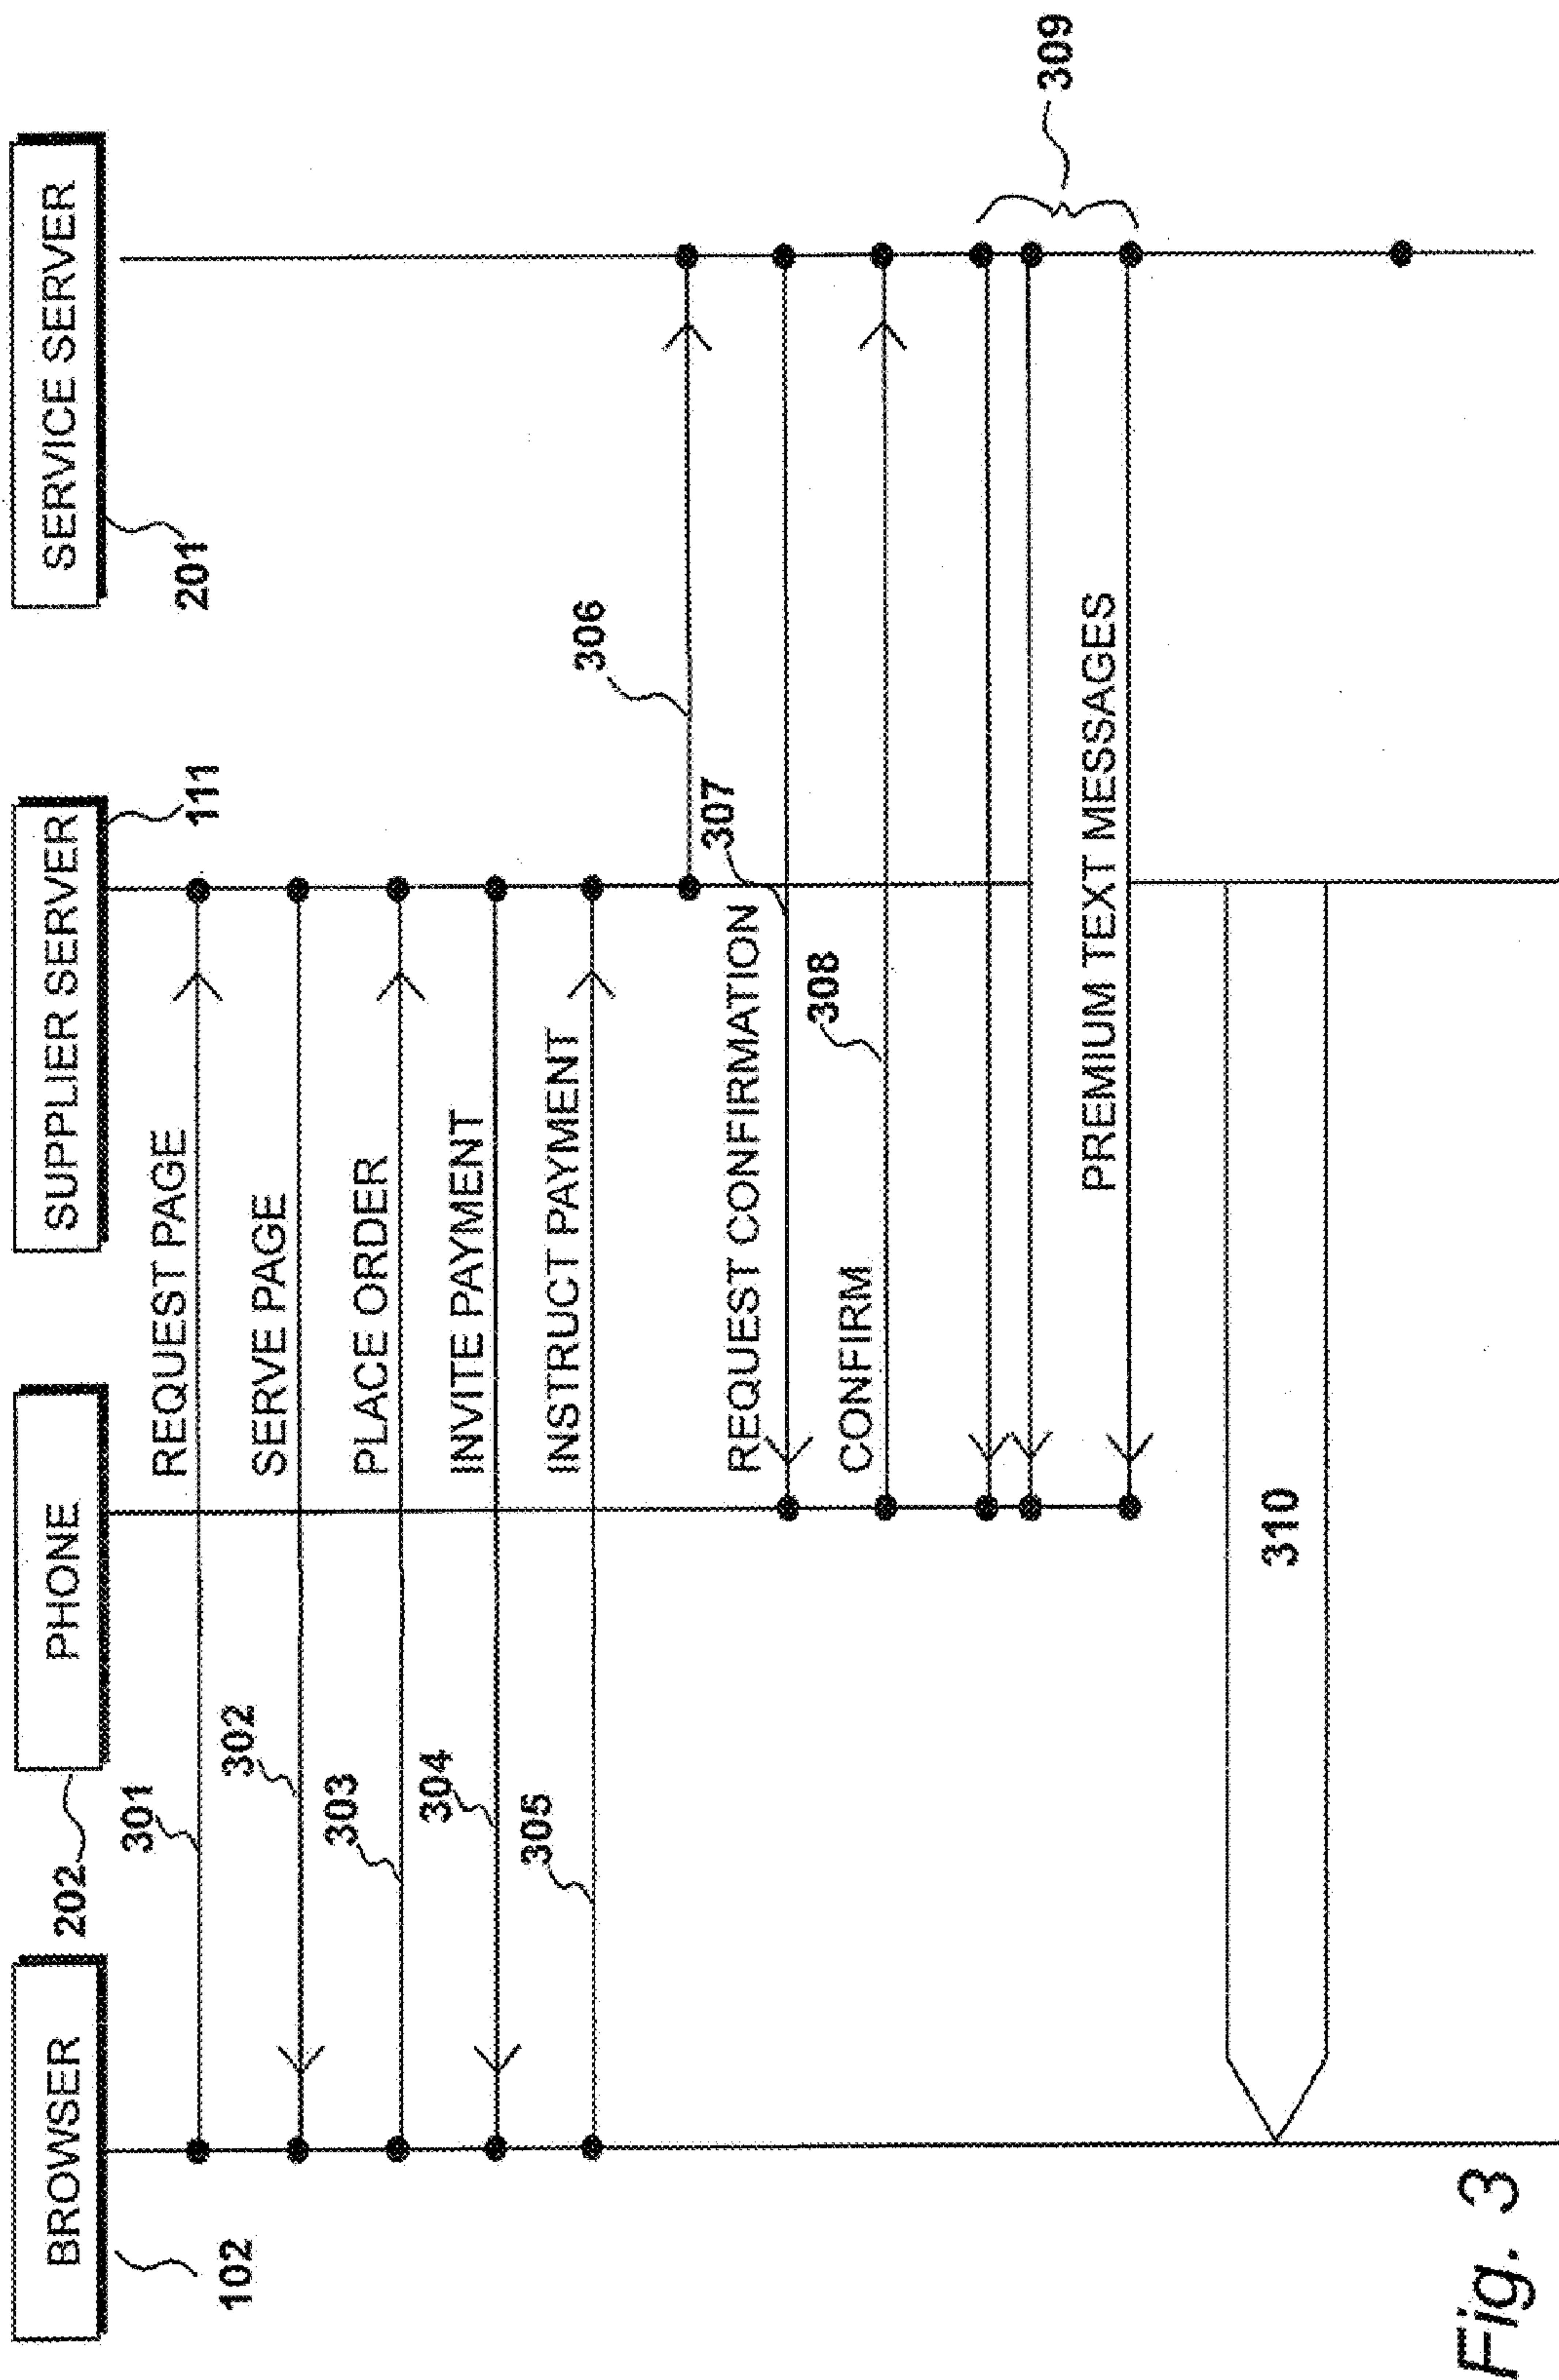 BROWSER
PHONE
SUPPLIER SERVER
SERVICE SERVER
102
202
111
201
REQUEST PAGE
301
SERVE PAGE
302
PLACE ORDER
303
INVITE PAYMENT
304
INSTRUCT PAYMENT
305
306
REQUEST CONFIRMATION
307
CONFIRM
308
309
PREMIUM TEXT MESSAGES
310
Fig. 3